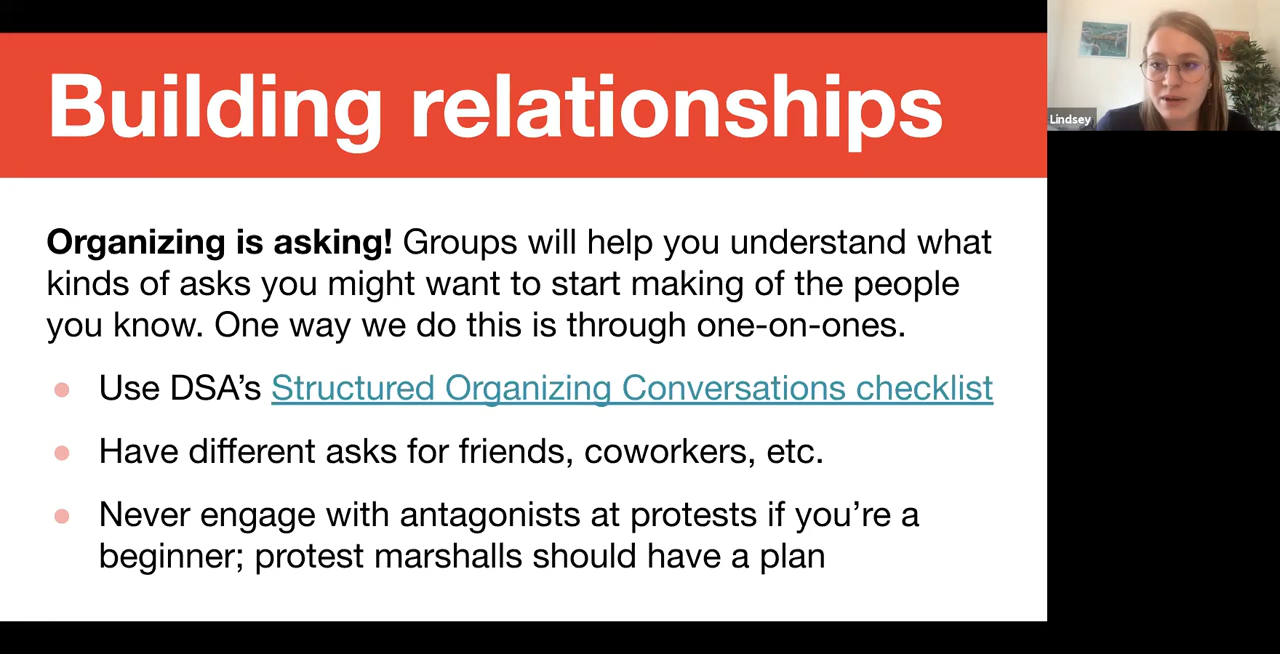 Building relationships
Organizing is asking! Groups will help you understand what
kinds of asks you might want to start making of the people
you know. One way we do this is through one-on-ones.
Use DSA’s Structured Organizing Conversations checklist
Have different asks for friends, coworkers, etc.
Never engage with antagonists at protests if you’re a
beginner; protest marshalls should have a plan
Lindsey